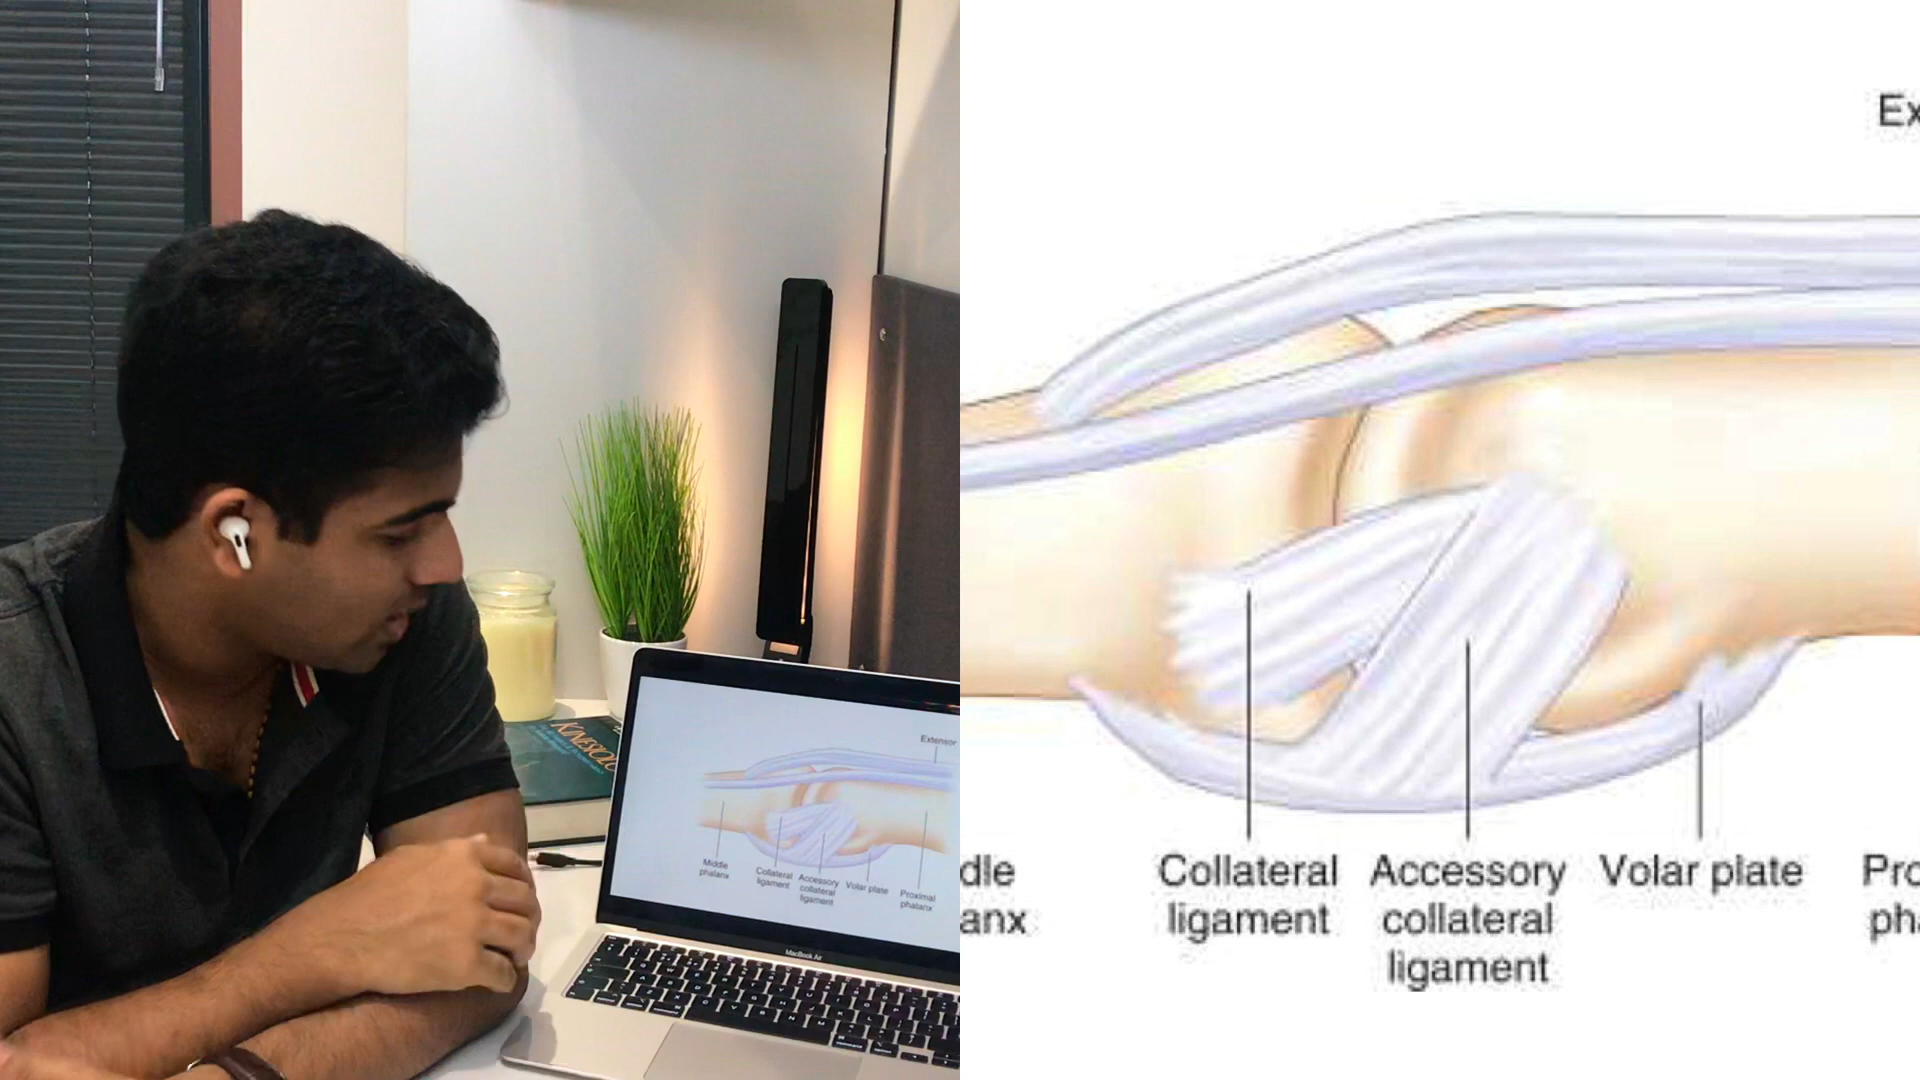 KINESIOLO
Extensor
Middle
phalanx
Collateral
ligament
Accessory
collateral
ligament
Volar plate
Proximal
phalanx
MacBook Air
Ex
dle
anx
Collateral
ligament
Accessory
collateral
ligament
Volar plate
Pro
pha